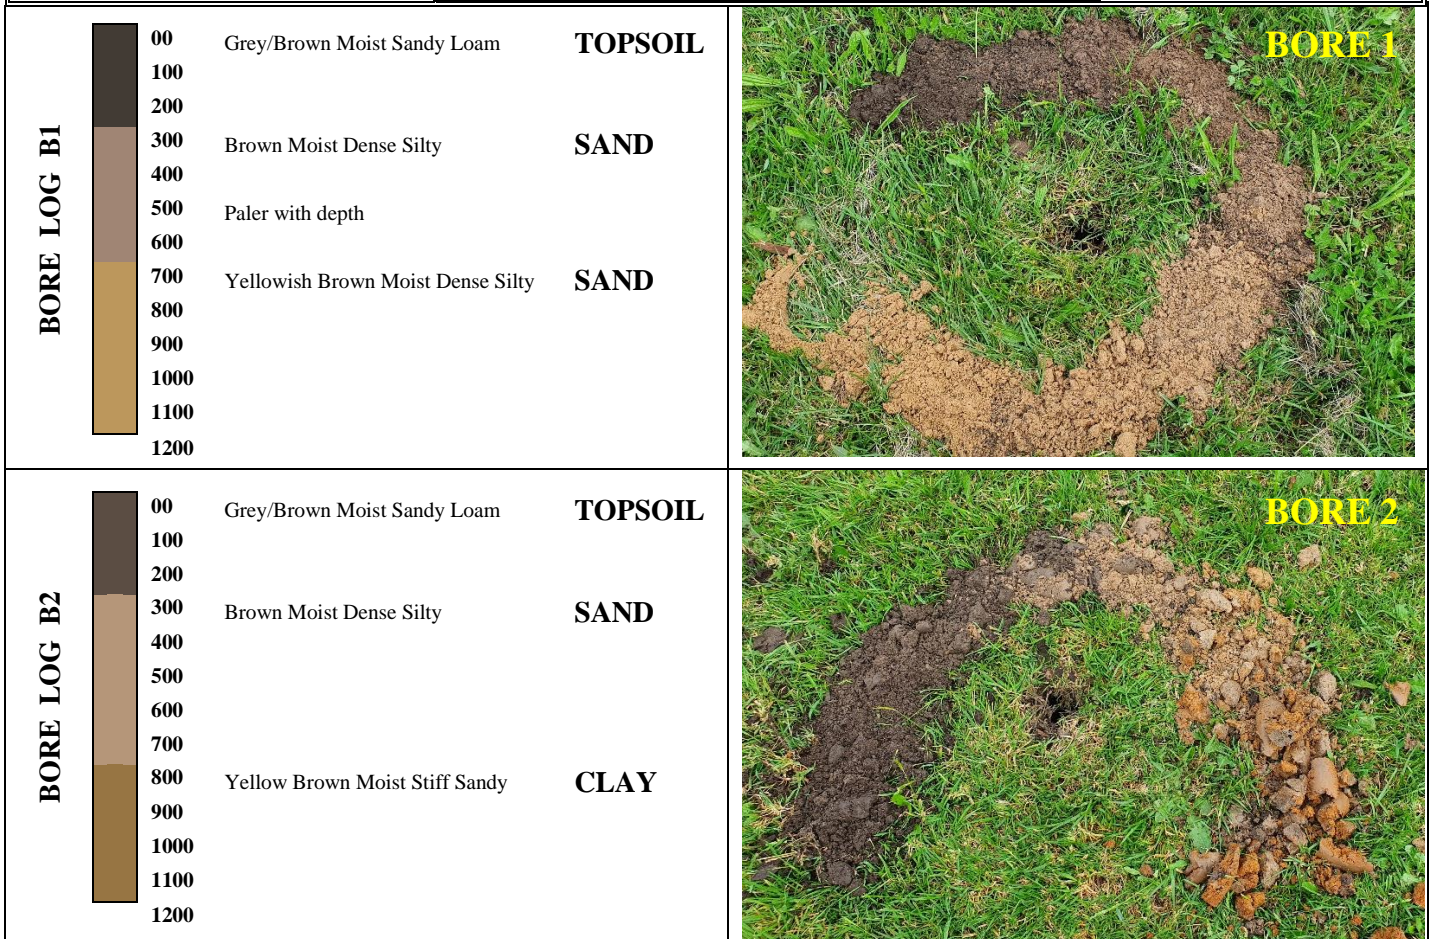 BORE LOG B1
00
Grey/Brown Moist Sandy Loam TOPSOIL
100
200
300
Brown Moist Dense Silty SAND
400
500
Paler with depth
600
700
Yellowish Brown Moist Dense Silty SAND
800
900
1000
1100
1200
BORE 1
BORE LOG B2
00
Grey/Brown Moist Sandy Loam TOPSOIL
100
200
300
Brown Moist Dense Silty SAND
400
500
600
700
800
Yellow Brown Moist Stiff Sandy CLAY
900
1000
1100
1200
BORE 2